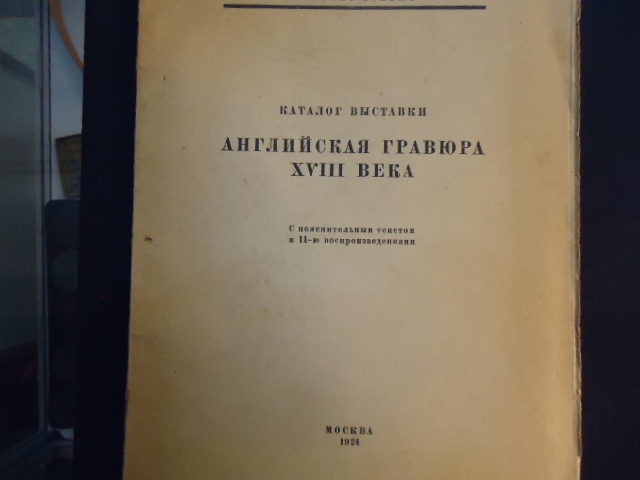 КАТАЛОГ ВЫСТАВКИ
АНГЛИЙСКАЯ ГРАВЮРА
XVIII ВЕКА
С пояснительным текстом
и 11-ю воспроизведениями
МОСКВА
1924